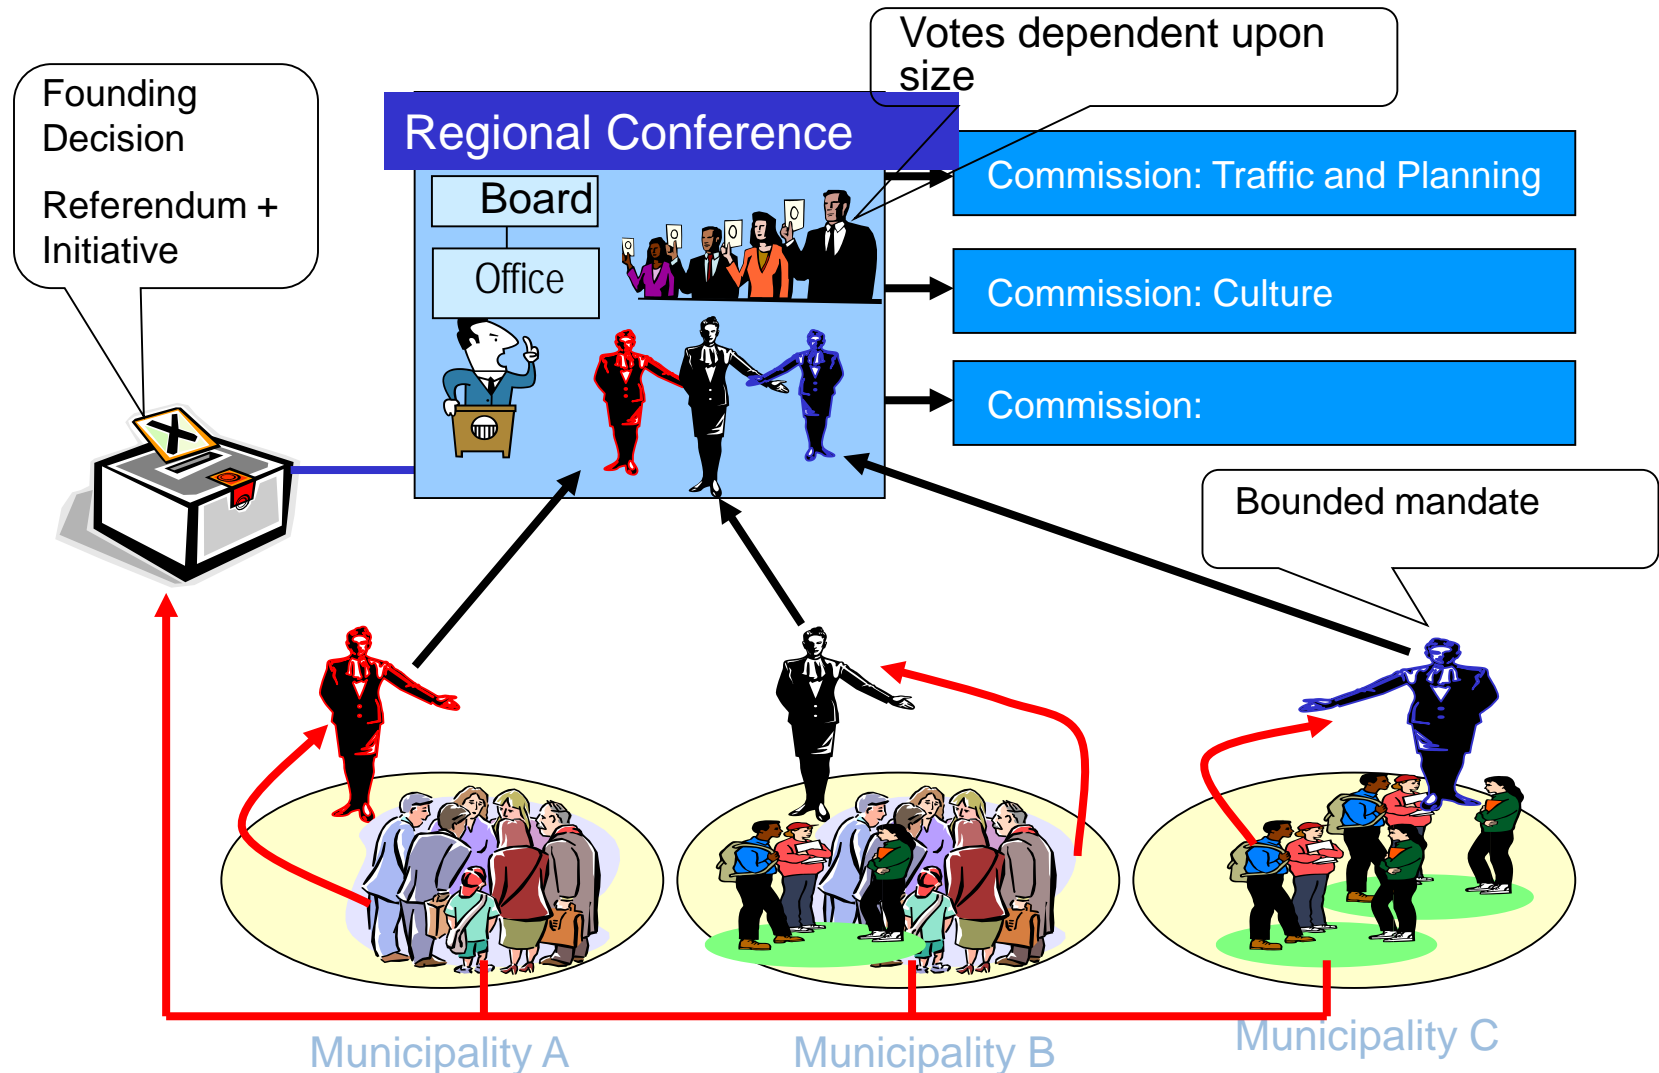 Votes dependent upon
size
Founding
Decision
Referendum +
Initiative
Regional Conference
Board
Office
Commission: Traffic and Planning
Commission: Culture
Commission:
Bounded mandate
Municipality A
Municipality B
Municipality C